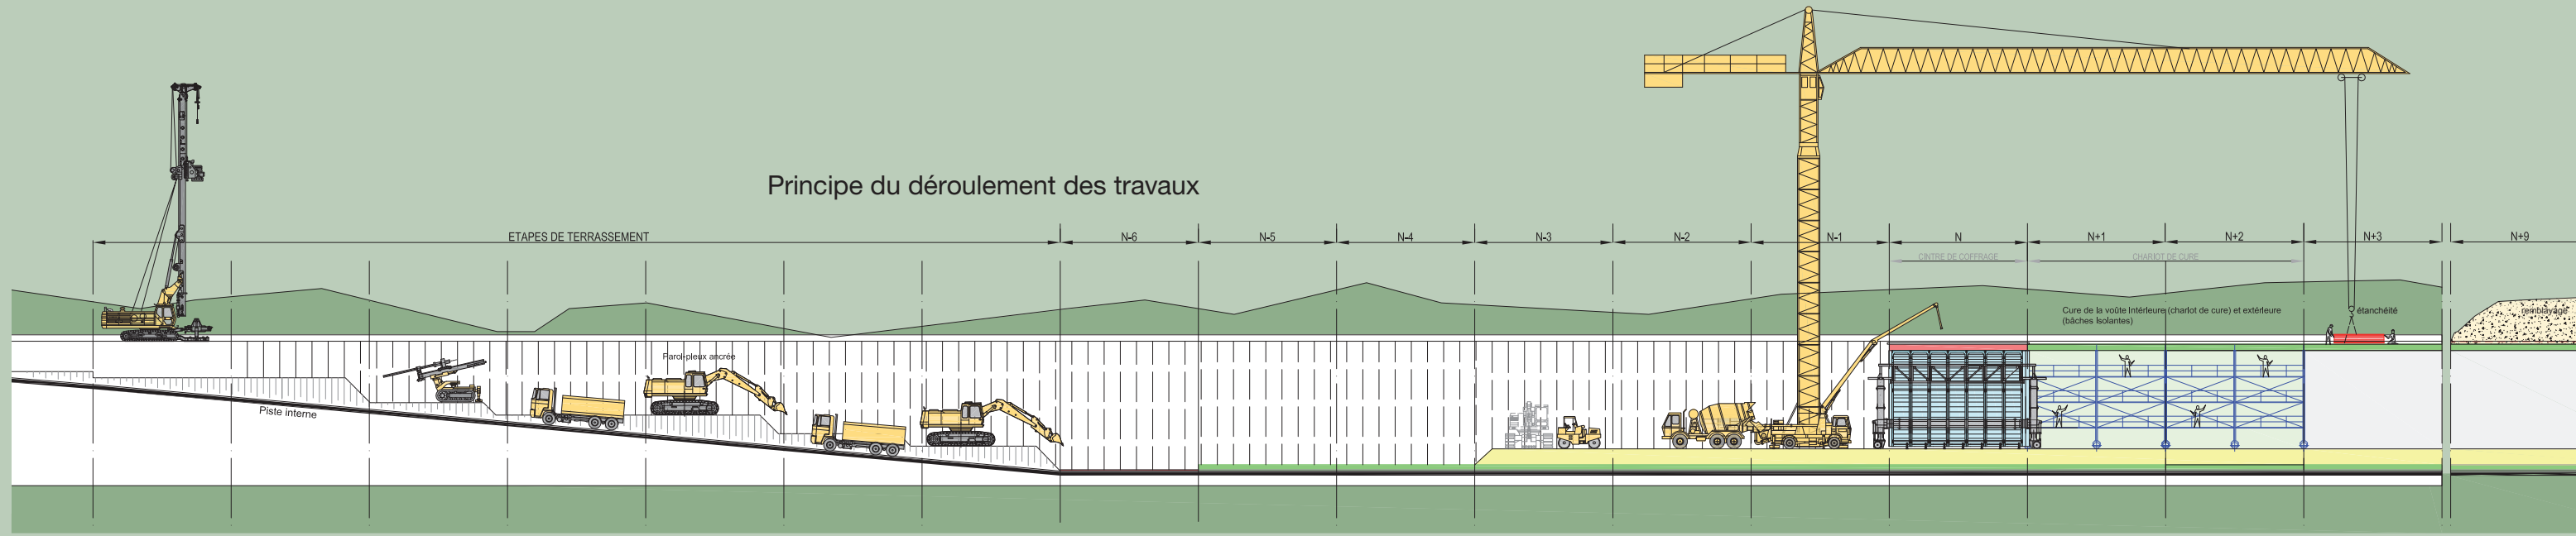 Principe du déroulement des travaux
ETAPES DE TERRASSEMENT
N-6
N-5
N-4
N-3
N-2
N-1
N
N+1
N+2
N+3
N+9
CINTRE DE COFFRAGE
CHARIOT DE CURE
Cure de la voûte intérieure (chariot de cure) et extérieure
(bâches isolantes)
étanchéité
remblayage
Paroi-pieux ancrée
Piste interne